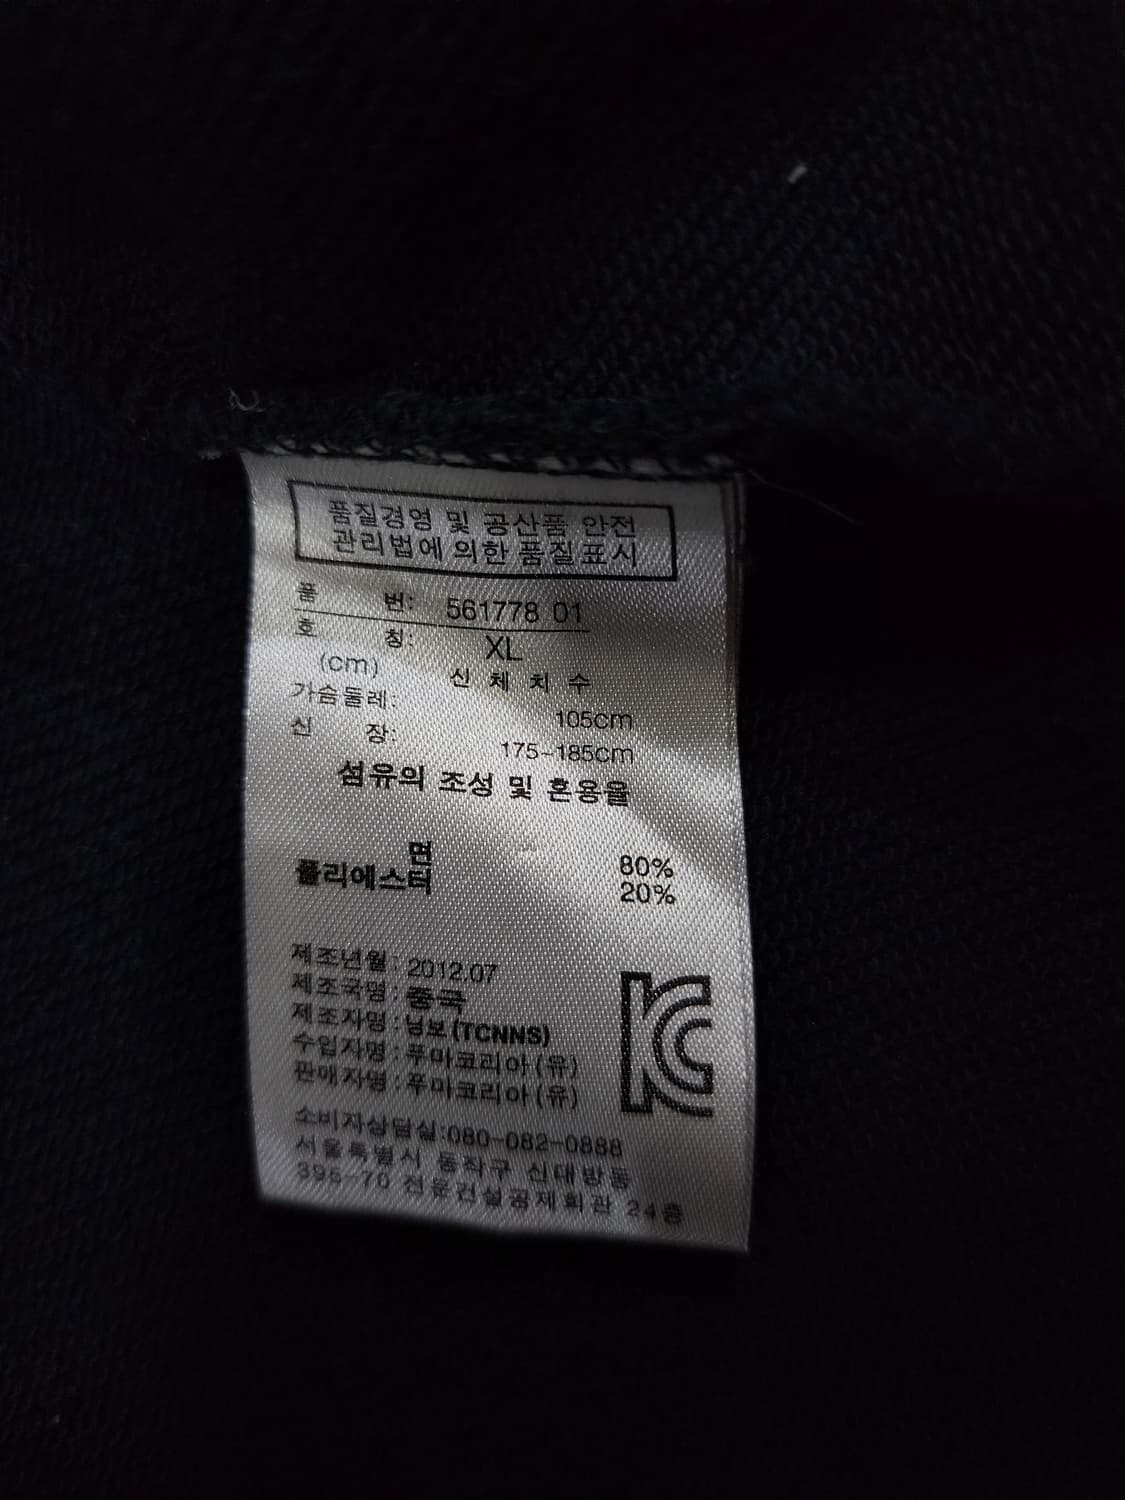 품질경영 및 공산품 안전
관리법에 의한 품질표시
품 번: 561778 01
호 칭: XL
(cm) 신 체 치 수
가슴둘레: 105cm
신 장: 175-185cm
섬유의 조성 및 혼용율
면 80%
폴리에스터 20%
제조년월: 2012.07
제조국명: 중국
제조자명: 닝보(TCNNS)
수입자명: 푸마코리아(유)
판매자명: 푸마코리아(유)
소비자상담실:080-082-0888
서울특별시 동작구 신대방동
395-70 전문건설공제회관 24층